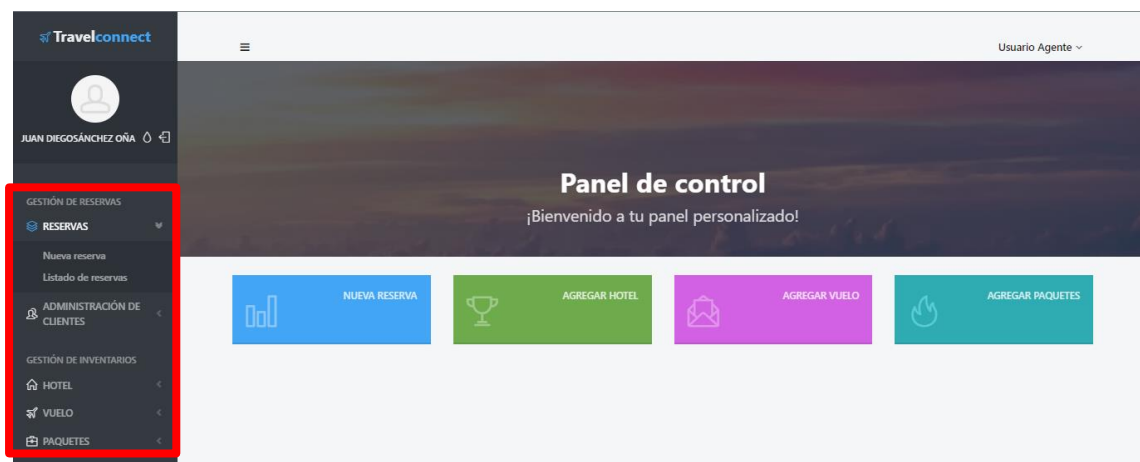 Travelconnect
Usuario Agente
JUAN DIEGOSÁNCHEZ OÑA
GESTIÓN DE RESERVAS
RESERVAS
Nueva reserva
Listado de reservas
ADMINISTRACIÓN DE
CLIENTES
GESTIÓN DE INVENTARIOS
HOTEL
VUELO
PAQUETES
Panel de control
¡Bienvenido a tu panel personalizado!
NUEVA RESERVA
AGREGAR HOTEL
AGREGAR VUELO
AGREGAR PAQUETES